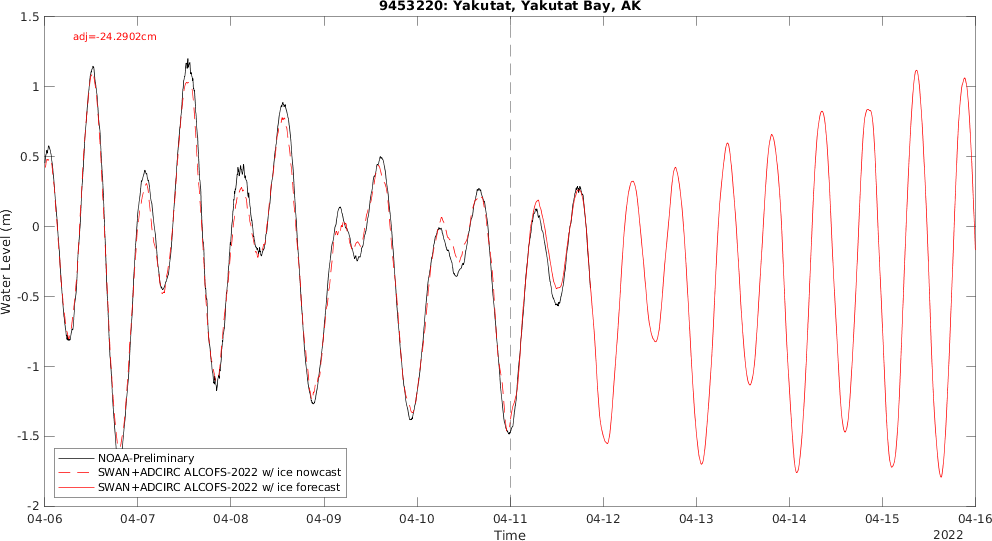 9453220: Yakutat, Yakutat Bay, AK
adj=-24.2902cm
Water Level (m)
1.5
1
0.5
0
-0.5
-1
-1.5
-2
NOAA-Preliminary
SWAN+ADCIRC ALCOFS-2022 w/ ice nowcast
SWAN+ADCIRC ALCOFS-2022 w/ ice forecast
04-06 04-07 04-08 04-09 04-10 04-11 04-12 04-13 04-14 04-15 04-16
Time
2022